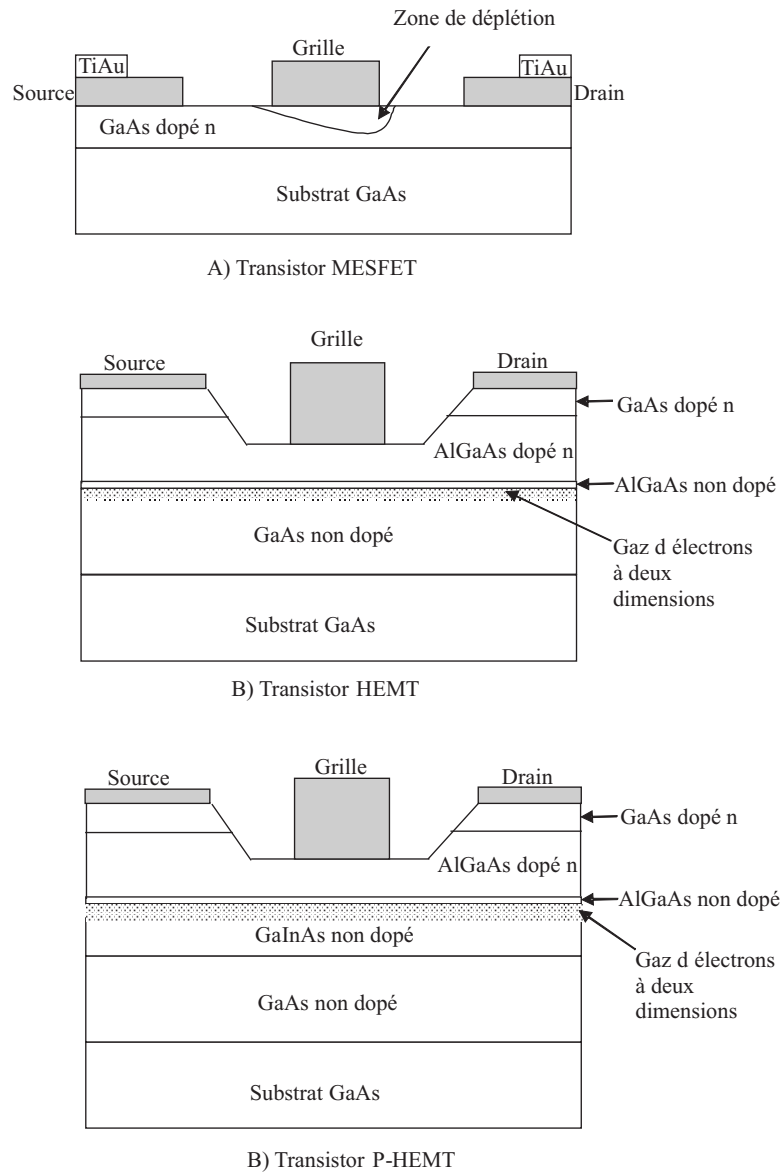 Zone de déplétion
Grille
TiAu
TiAu
Source
Drain
GaAs dopé n
Substrat GaAs
A) Transistor MESFET
Grille
Source
Drain
GaAs dopé n
AlGaAs dopé n
AlGaAs non dopé
GaAs non dopé
Gaz d électrons
à deux
dimensions
Substrat GaAs
B) Transistor HEMT
Grille
Source
Drain
GaAs dopé n
AlGaAs dopé n
AlGaAs non dopé
GaInAs non dopé
Gaz d électrons
à deux
dimensions
GaAs non dopé
Substrat GaAs
B) Transistor P-HEMT